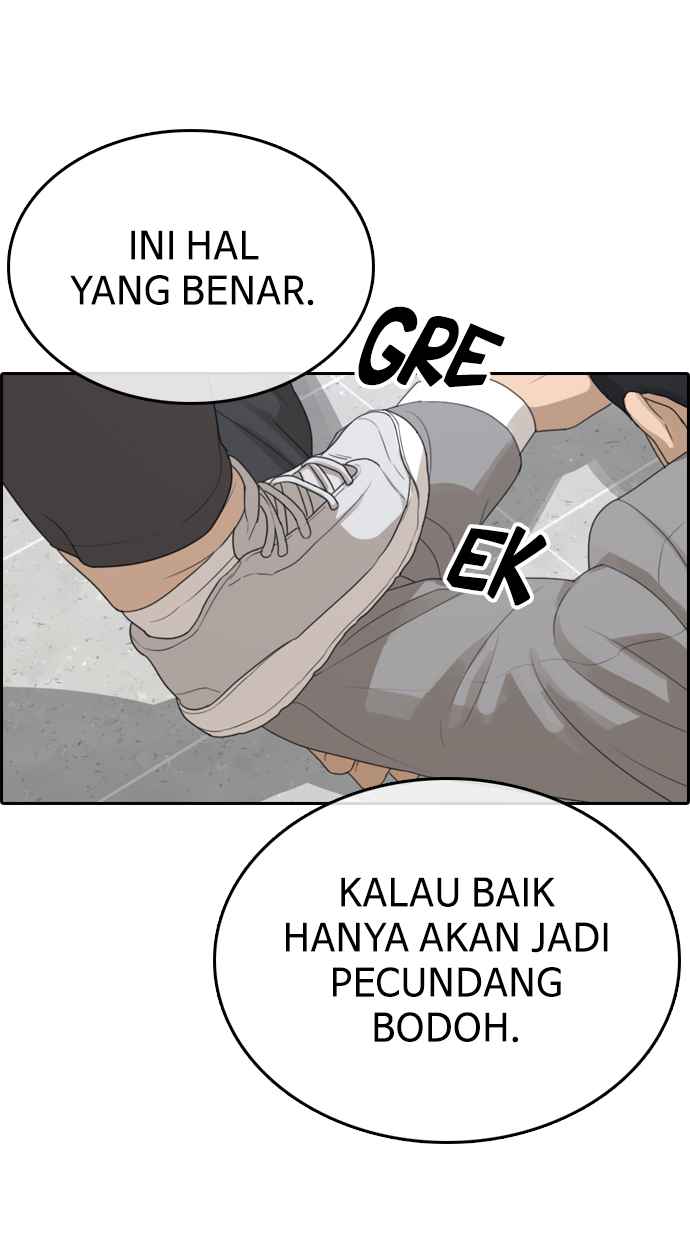 INI HAL
YANG BENAR.
GRE
EK
KALAU BAIK
HANYA AKAN JADI
PECUNDANG
BODOH.